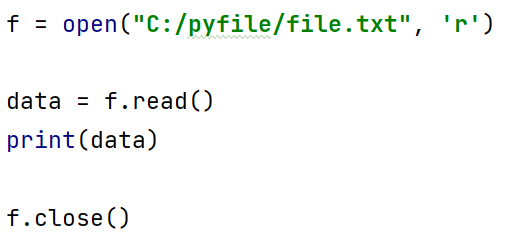 f = open("C:/pyfile/file.txt", 'r')
data = f.read()
print(data)
f.close()